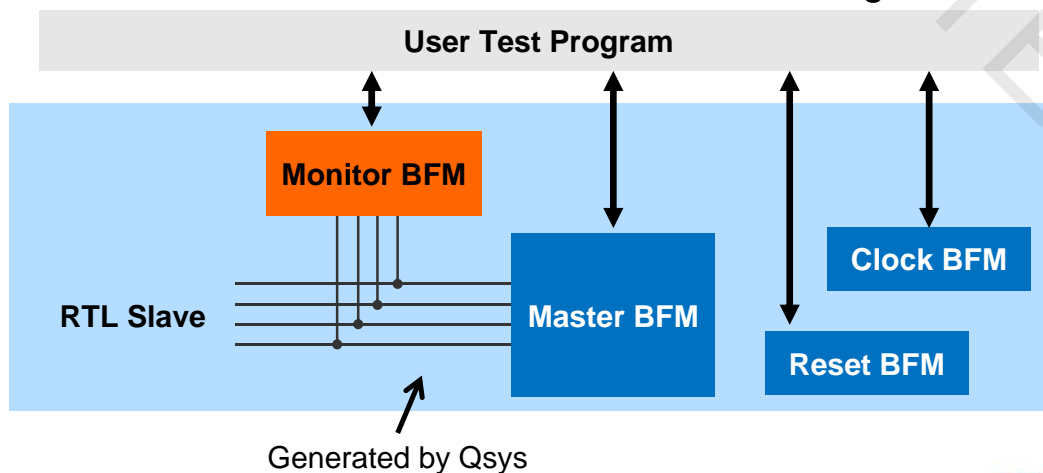 User Test Program
Monitor BFM
Clock BFM
RTL Slave
Master BFM
Reset BFM
Generated by Qsys